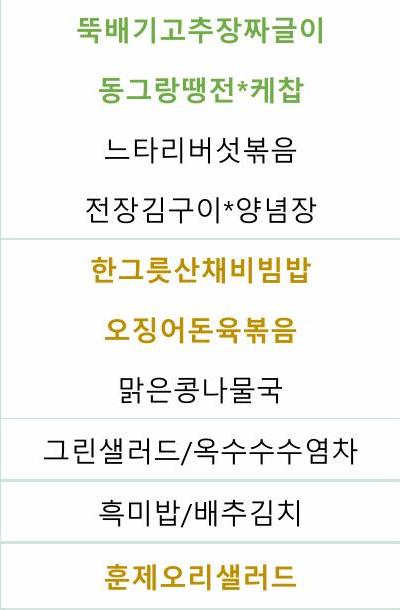 뚝배기고추장짜글이
동그랑땡전*케찹
느타리버섯볶음
전장김구이*양념장
한그릇산채비빔밥
오징어돈육볶음
맑은콩나물국
그린샐러드/옥수수수염차
흑미밥/배추김치
훈제오리샐러드